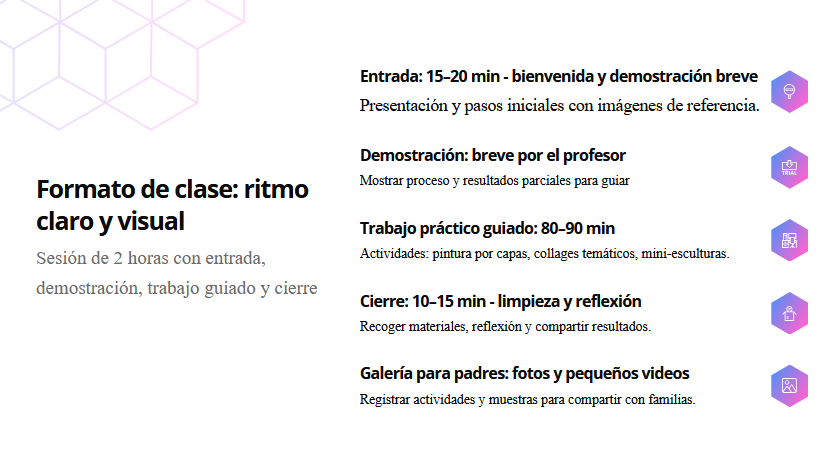 Formato de clase: ritmo
claro y visual
Sesión de 2 horas con entrada,
demostración, trabajo guiado y cierre
Entrada: 15–20 min - bienvenida y demostración breve
Presentación y pasos iniciales con imágenes de referencia.
Demostración: breve por el profesor
Mostrar proceso y resultados parciales para guiar
TRIAL
Trabajo práctico guiado: 80–90 min
Actividades: pintura por capas, collages temáticos, mini-esculturas.
Cierre: 10–15 min - limpieza y reflexión
Recoger materiales, reflexión y compartir resultados.
Galería para padres: fotos y pequeños videos
Registrar actividades y muestras para compartir con familias.